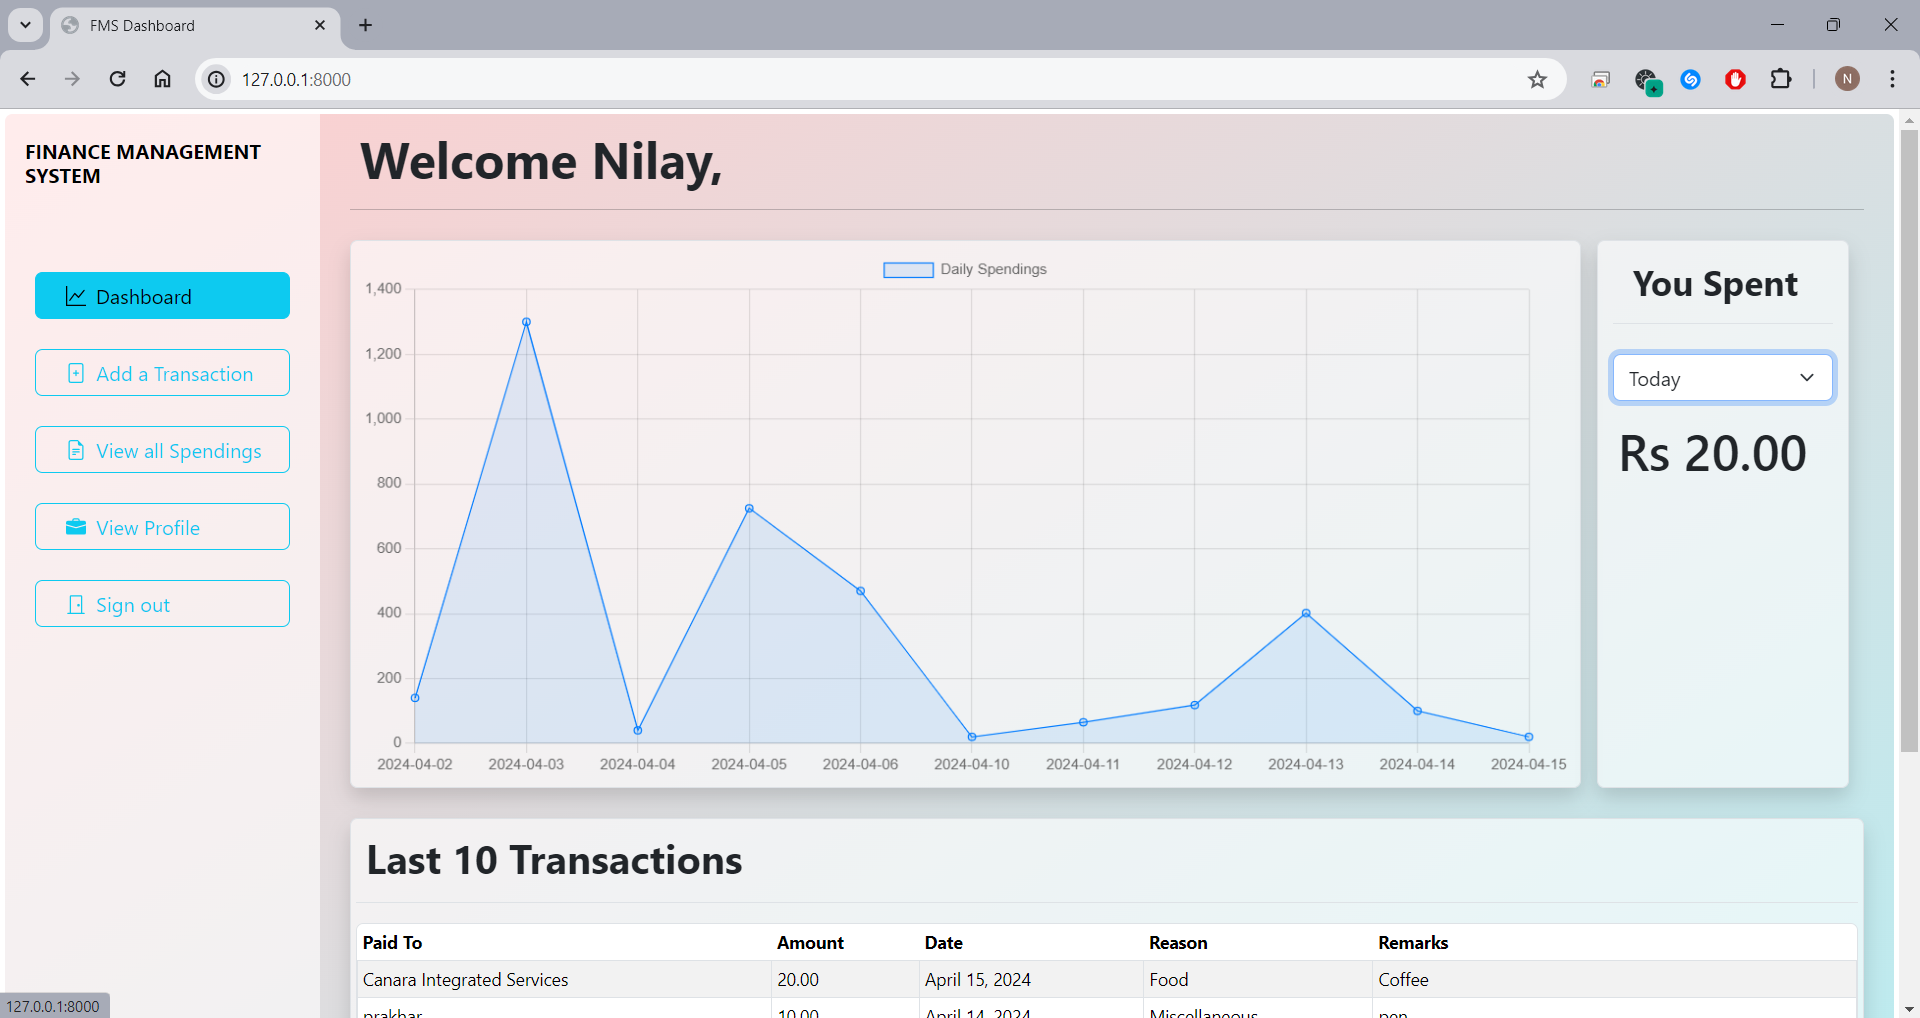 FMS Dashboard
127.0.0.1:8000
N
FINANCE MANAGEMENT
SYSTEM
Dashboard
Add a Transaction
View all Spendings
View Profile
Sign out
Welcome Nilay,
Daily Spendings
1,400
1,200
1,000
800
600
400
200
0
2024-04-02 2024-04-03 2024-04-04 2024-04-05 2024-04-06 2024-04-10 2024-04-11 2024-04-12 2024-04-13 2024-04-14 2024-04-15
You Spent
Today
Rs 20.00
Last 10 Transactions
Paid To Amount Date Reason Remarks
Canara Integrated Services 20.00 April 15, 2024 Food Coffee
prakhar 10.00 April 14, 2024 Miscellaneous pen
127.0.0.1:8000